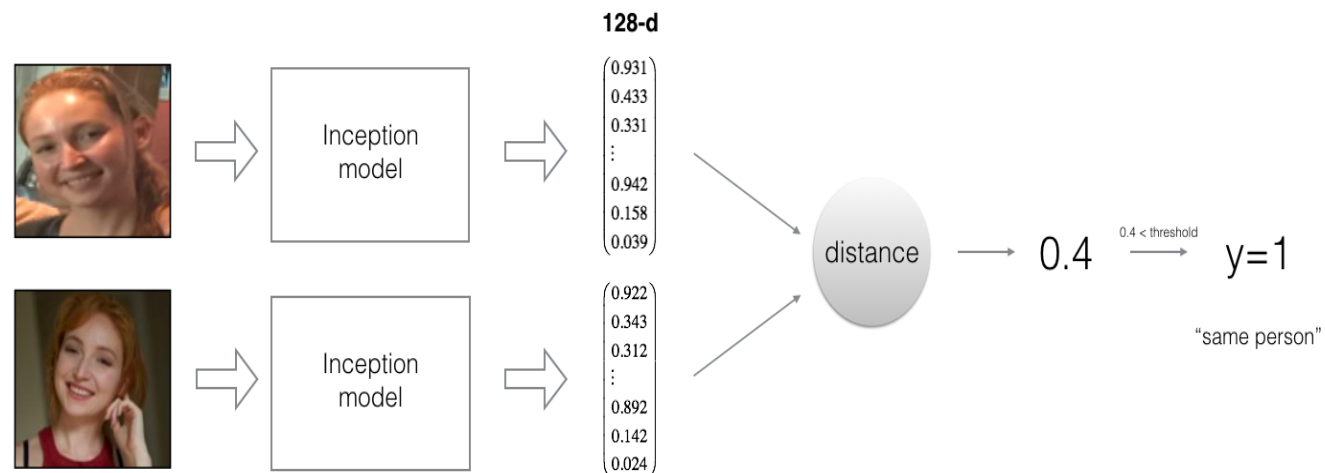 128-d
Inception
model
0.931
0.433
0.331
⋮
0.942
0.158
0.039
Inception
model
0.922
0.343
0.312
⋮
0.892
0.142
0.024
distance
0.4
0.4 < threshold
y=1
“same person”